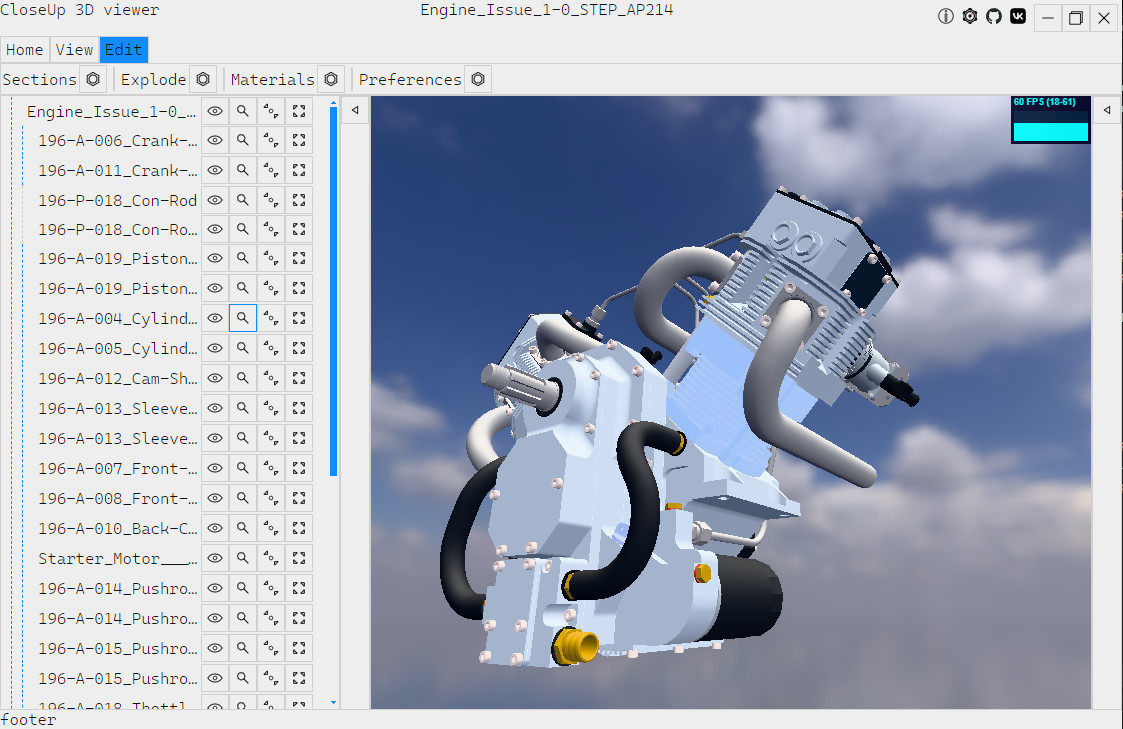 CloseUp 3D viewer
Engine_Issue_1-0_STEP_AP214
Home View Edit
Sections Explode Materials Preferences
Engine_Issue_1-0_...
196-A-006_Crank-...
196-A-011_Crank-...
196-P-018_Con-Rod
196-P-018_Con-Ro...
196-A-019_Piston...
196-A-019_Piston...
196-A-004_Cylind...
196-A-005_Cylind...
196-A-012_Cam-Sh...
196-A-013_Sleeve...
196-A-013_Sleeve...
196-A-007_Front-...
196-A-008_Front-...
196-A-010_Back-C...
Starter_Motor___...
196-A-014_Pushro...
196-A-014_Pushro...
196-A-015_Pushro...
196-A-015_Pushro...
196-A-018_Thottl...
60 FPS (18-61)
footer